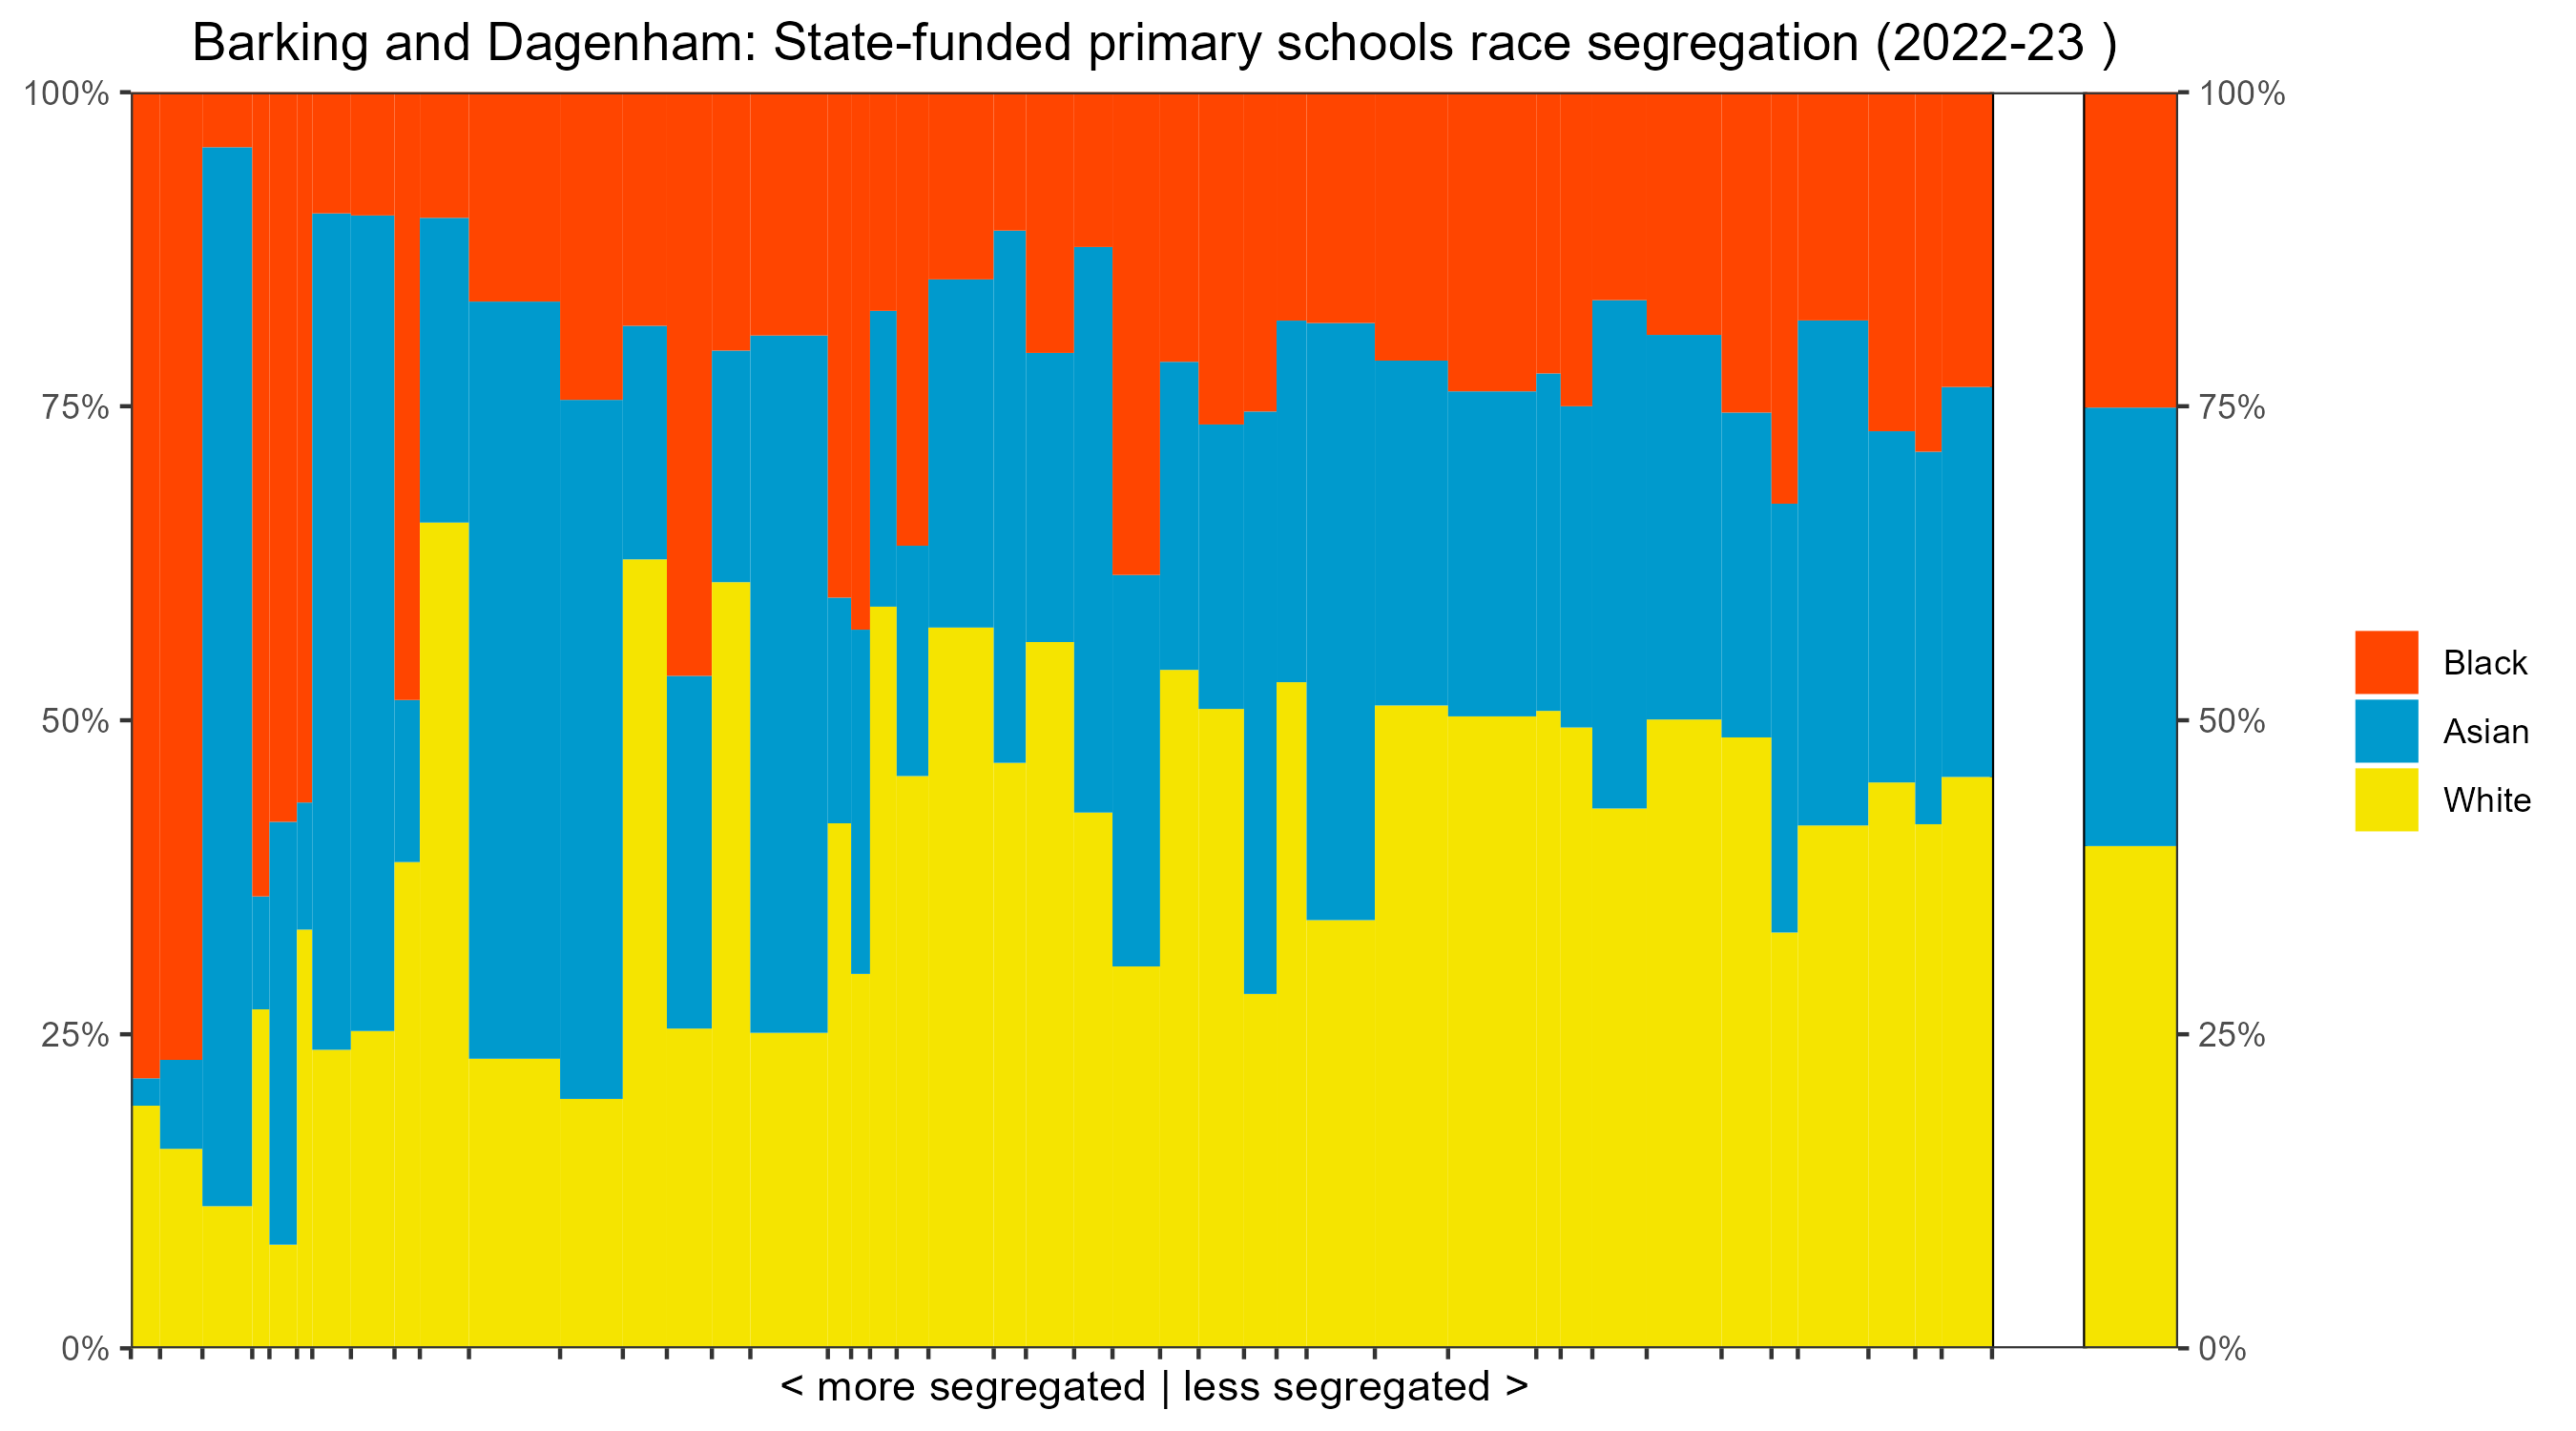 Barking and Dagenham: State-funded primary schools race segregation (2022-23 )
100%
75%
50%
25%
0%
100%
75%
50%
25%
0%
< more segregated | less segregated >
Black
Asian
White